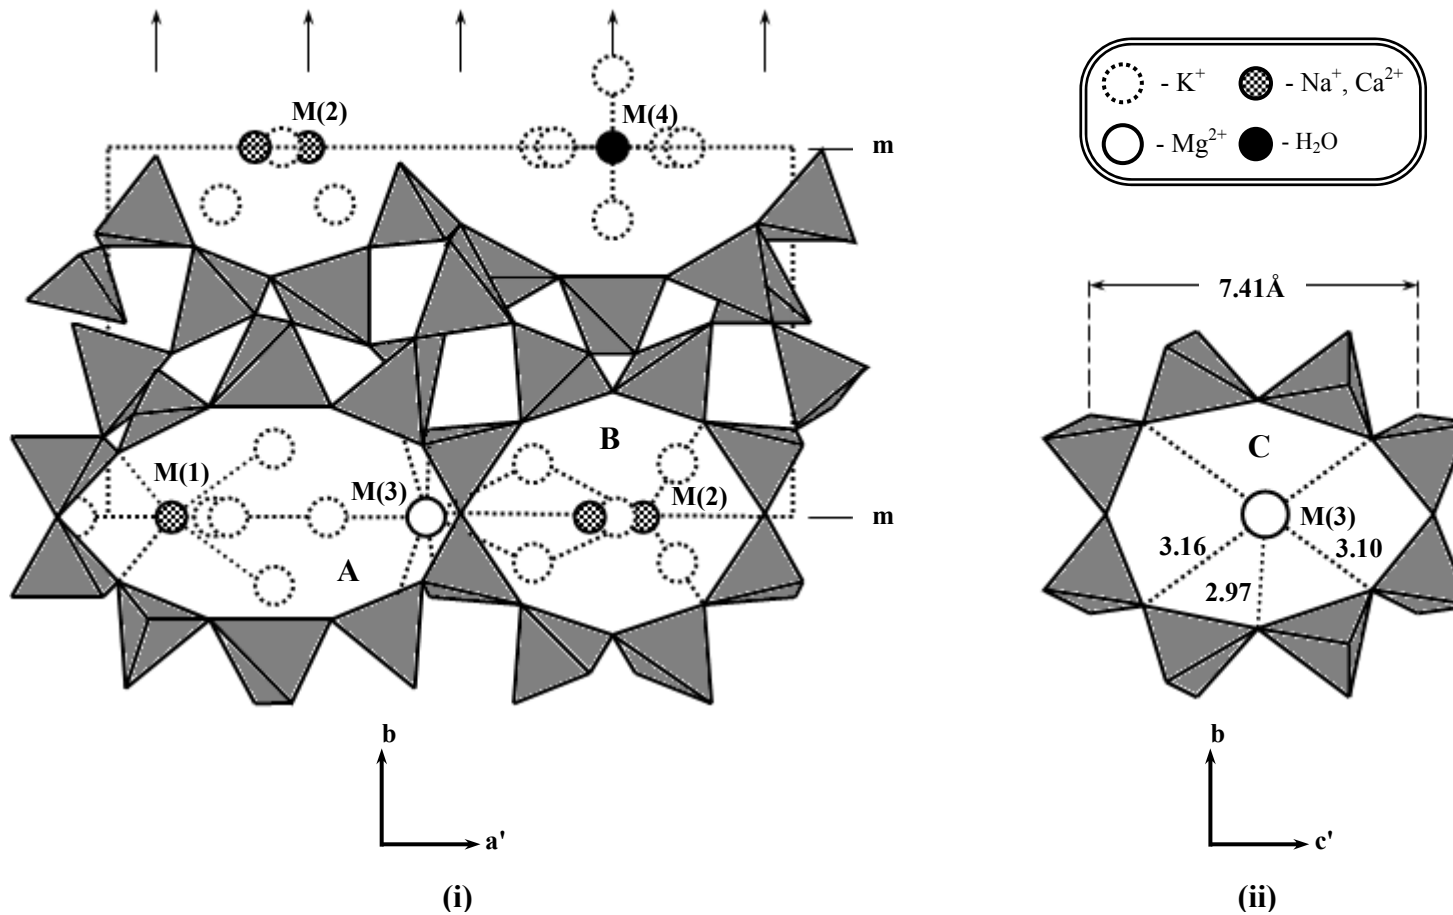 - K⁺
- Na⁺, Ca²⁺
- Mg²⁺
- H₂O
M(2)
M(4)
m
7.41Å
B
C
M(1)
M(3)
M(2)
m
M(3)
3.16
3.10
A
2.97
b
a'
(i)
b
c'
(ii)